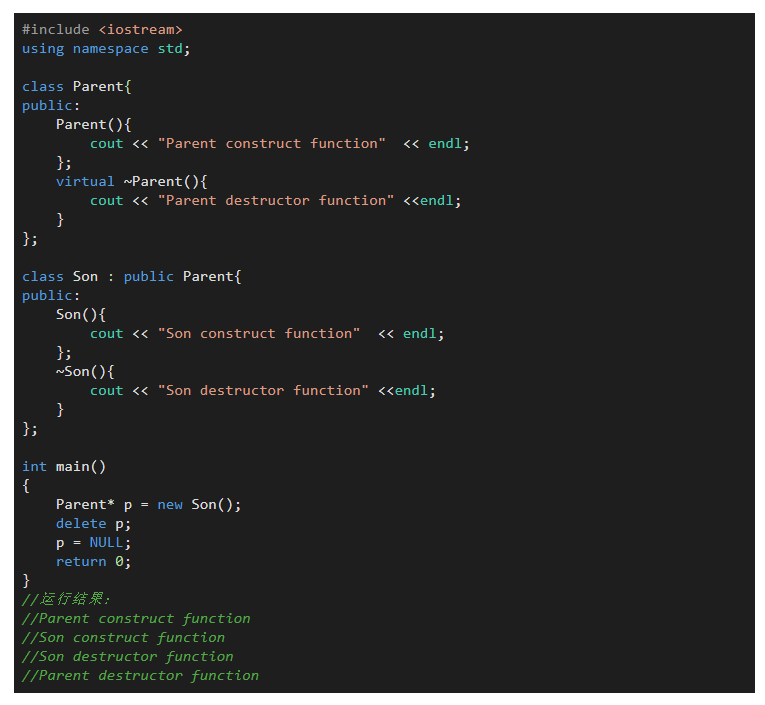 #include <iostream>
using namespace std;

class Parent{
public:
    Parent(){
        cout << "Parent construct function"  << endl;
    };
    virtual ~Parent(){
        cout << "Parent destructor function" <<endl;
    }
};

class Son : public Parent{
public:
    Son(){
        cout << "Son construct function"  << endl;
    };
    ~Son(){
        cout << "Son destructor function" <<endl;
    }
};

int main()
{
    Parent* p = new Son();
    delete p;
    p = NULL;
    return 0;
}
//运行结果:
//Parent construct function
//Son construct function
//Son destructor function
//Parent destructor function